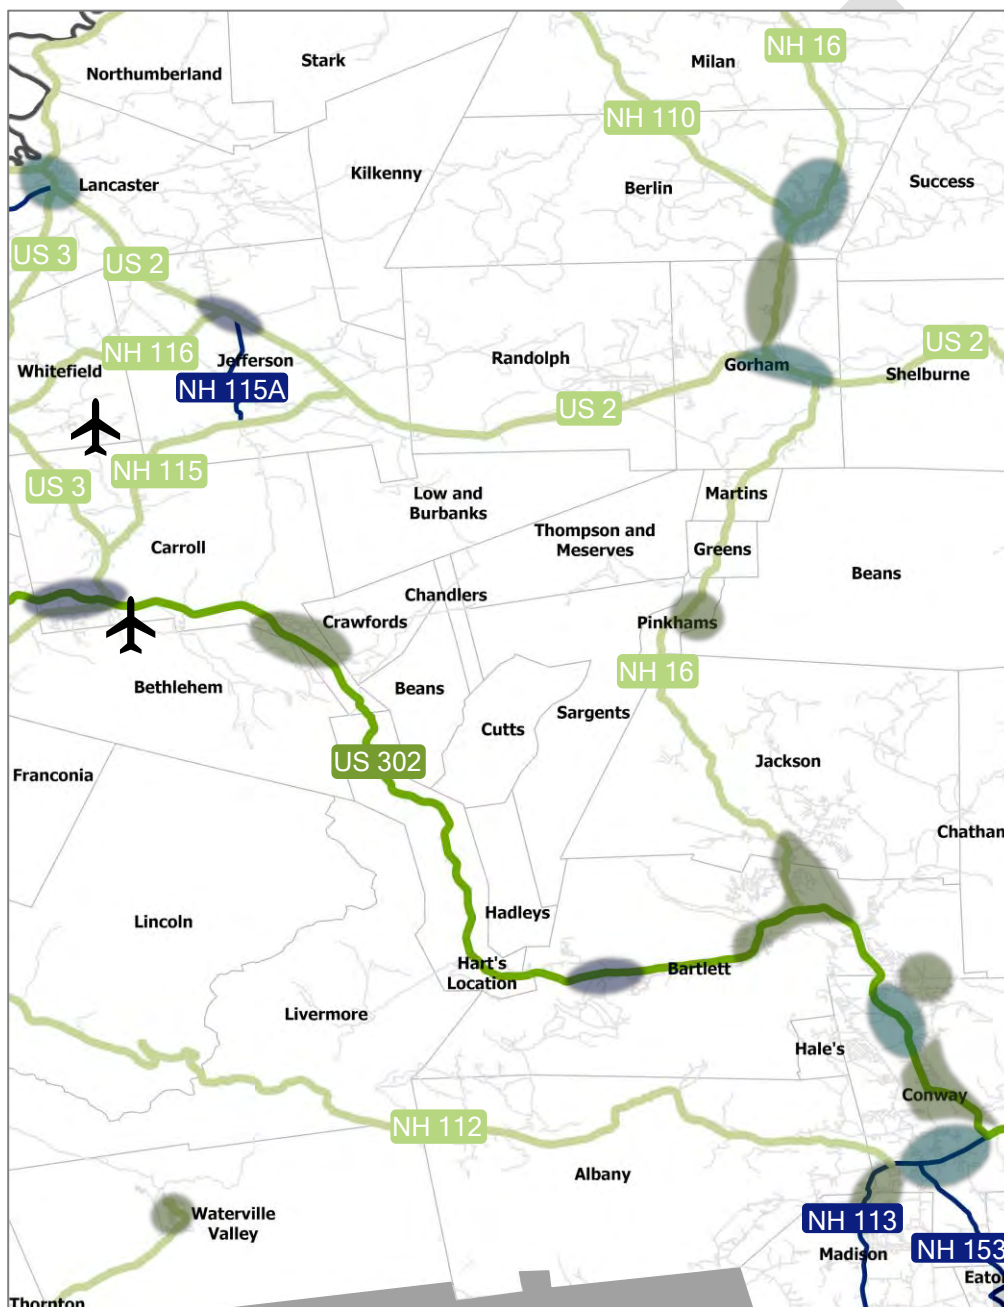 NH 16
Stark
Milan
Northumberland
NH 110
Kilkenny
Success
Lancaster
Berlin
US 3
US 2
US 2
Randolph
NH 116
Jefferson
Gorham
Whitefield
Shelburne
NH 115A
US 2
NH 115
US 3
Low and
Burbanks
Martins
Thompson and
Meserves
Carroll
Greens
Beans
Chandlers
Crawfords
Pinkhams
NH 16
Bethlehem
Beans
Sargents
Cutts
US 302
Jackson
Franconia
Chatham
Hadleys
Lincoln
Hart's
Location
Bartlett
Livermore
Hale's
Conway
NH 112
Albany
Waterville
Valley
NH 113
NH 153
Madison
Eaton
Thornton